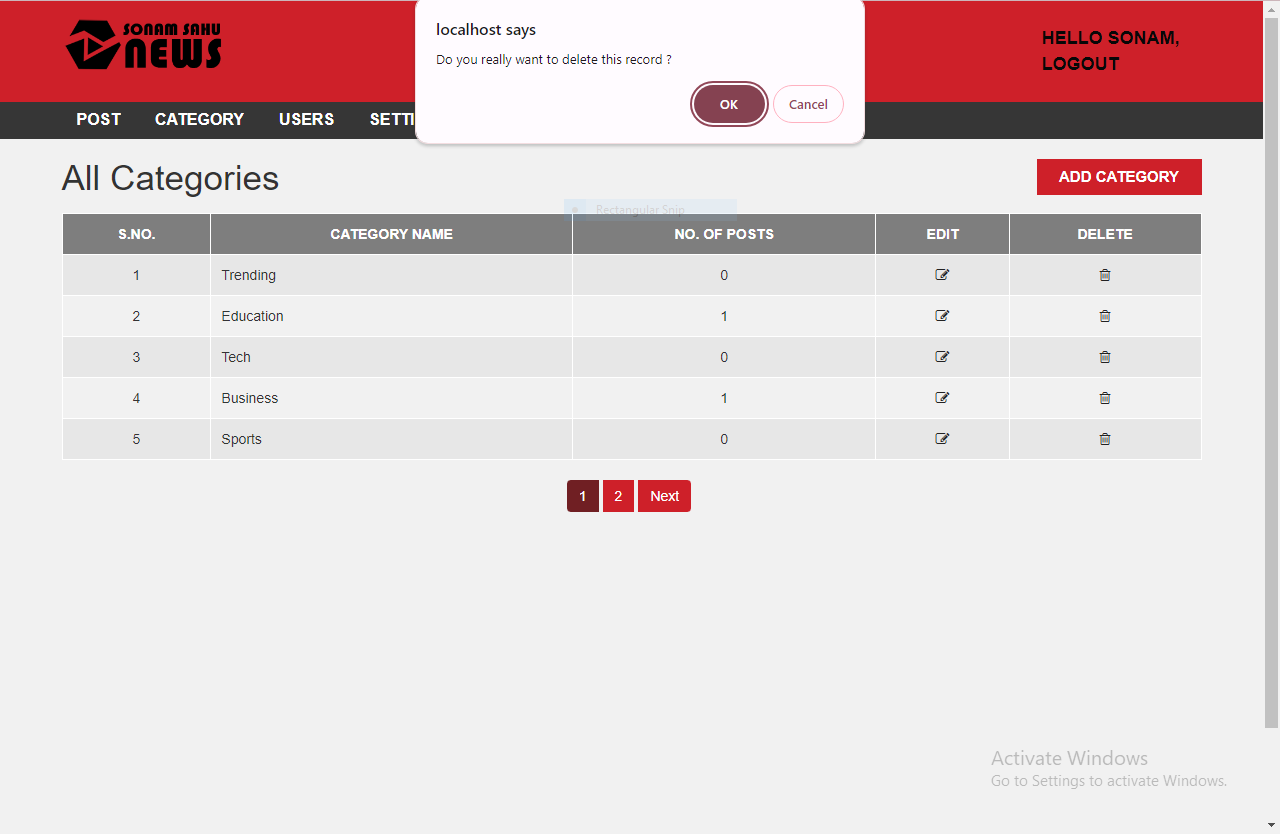 SONAM SAHU
NEWS
localhost says
Do you really want to delete this record ?
OK
Cancel
HELLO SONAM,
LOGOUT
POST CATEGORY USERS SETTI
All Categories
ADD CATEGORY
Rectangular Snip
S.NO. CATEGORY NAME NO. OF POSTS EDIT DELETE
1 Trending 0
2 Education 1
3 Tech 0
4 Business 1
5 Sports 0
1 2 Next
Activate Windows
Go to Settings to activate Windows.